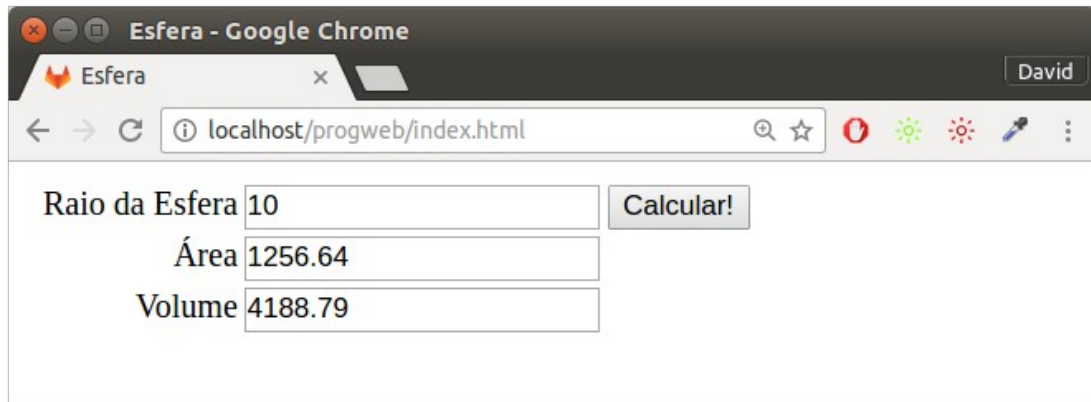 Esfera - Google Chrome
Esfera
David
localhost/progweb/index.html
Raio da Esfera 10 Calcular!
Área 1256.64
Volume 4188.79